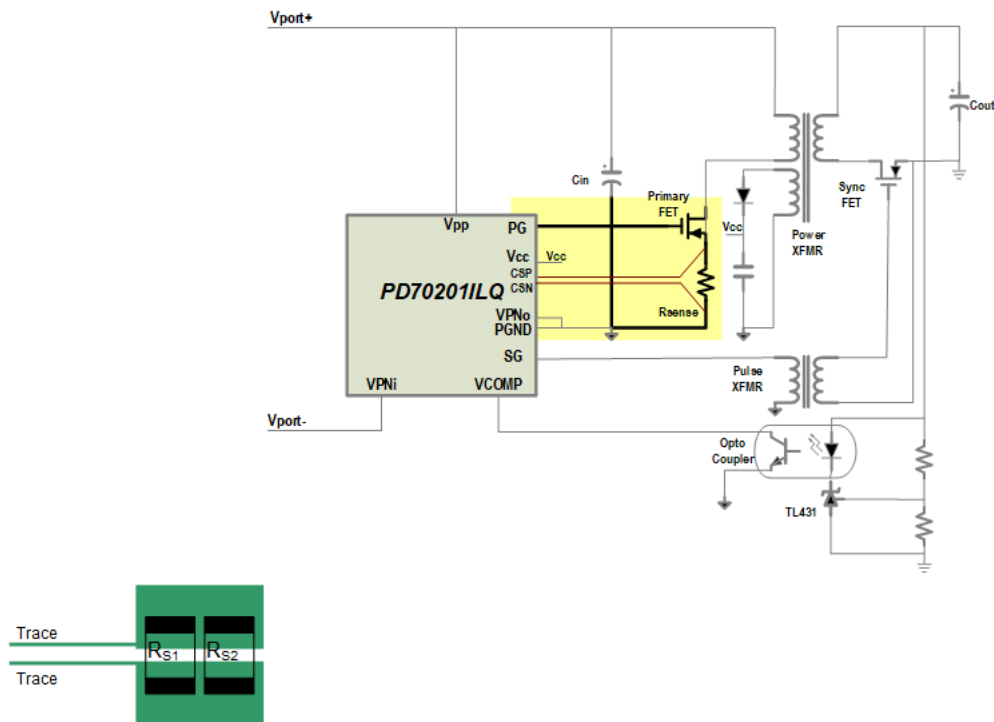 Vport+
Cout
Cin
Primary
FET
Sync
FET
Vpp
PG
Vcc
Power
XFMR
Vcc
Vcc
CSP
CSN
PD70201ILQ
VPNo
PGND
Rsense
SG
Pulse
XFMR
VPNi
VCOMP
Vport-
Opto
Coupler
TL431
Trace
RS1
RS2
Trace